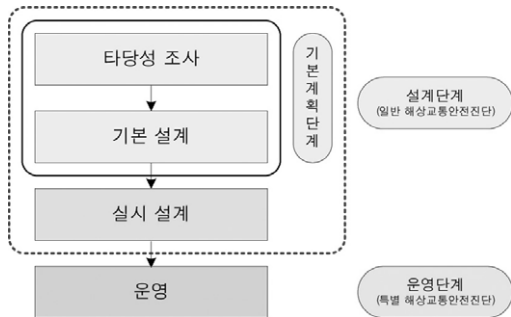 타당성 조사
기본 설계
기본계획단계
설계단계
(일반 해상교통안전진단)
실시 설계
운영
운영단계
(특별 해상교통안전진단)